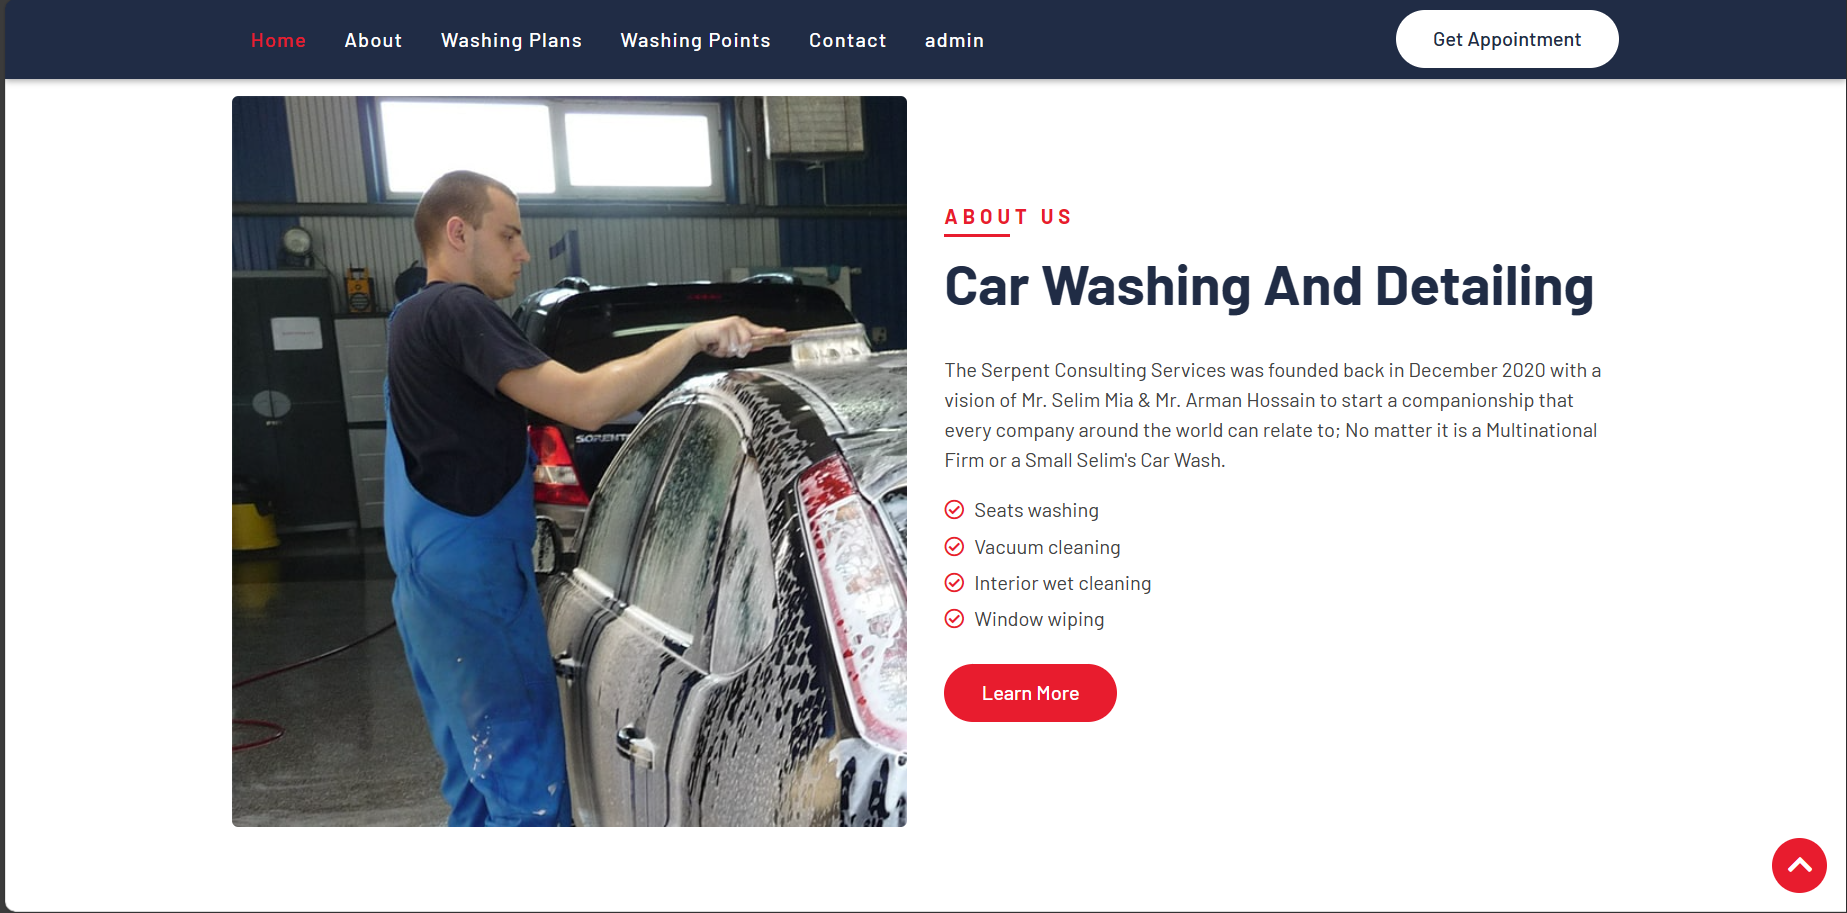 Home About Washing Plans Washing Points Contact admin Get Appointment
ABOUT US
Car Washing And Detailing
The Serpent Consulting Services was founded back in December 2020 with a
vision of Mr. Selim Mia & Mr. Arman Hossain to start a companionship that
every company around the world can relate to; No matter it is a Multinational
Firm or a Small Selim's Car Wash.
Seats washing
Vacuum cleaning
Interior wet cleaning
Window wiping
Learn More